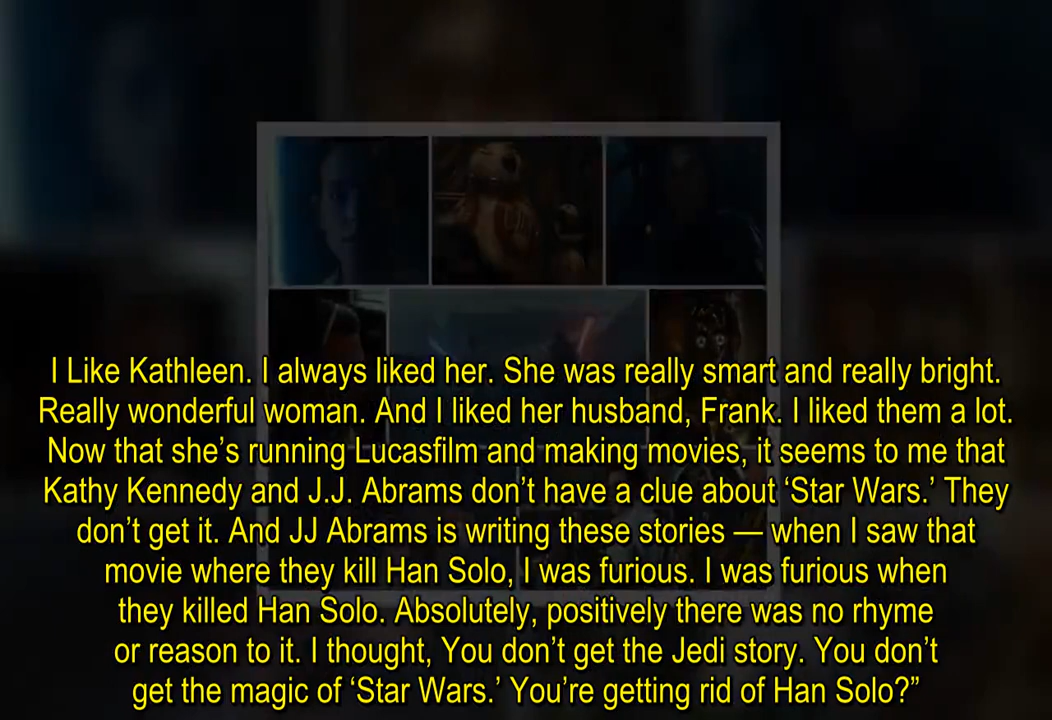 I Like Kathleen. I always liked her. She was really smart and really bright.
Really wonderful woman. And I liked her husband, Frank. I liked them a lot.
Now that she’s running Lucasfilm and making movies, it seems to me that
Kathy Kennedy and J.J. Abrams don’t have a clue about ‘Star Wars.’ They
don’t get it. And JJ Abrams is writing these stories — when I saw that
movie where they kill Han Solo, I was furious. I was furious when
they killed Han Solo. Absolutely, positively there was no rhyme
or reason to it. I thought, You don’t get the Jedi story. You don’t
get the magic of ‘Star Wars.’ You’re getting rid of Han Solo?”